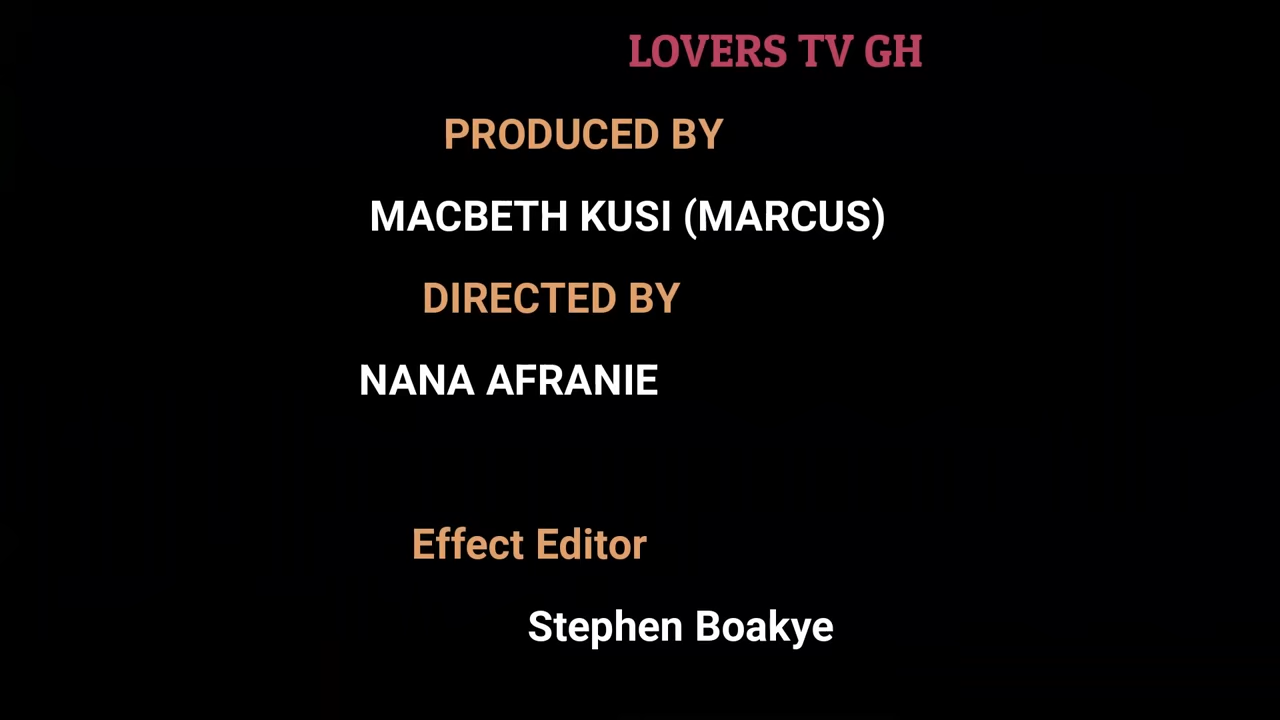 LOVERS TV GH
PRODUCED BY
MACBETH KUSI (MARCUS)
DIRECTED BY
NANA AFRANIE
Effect Editor
Stephen Boakye